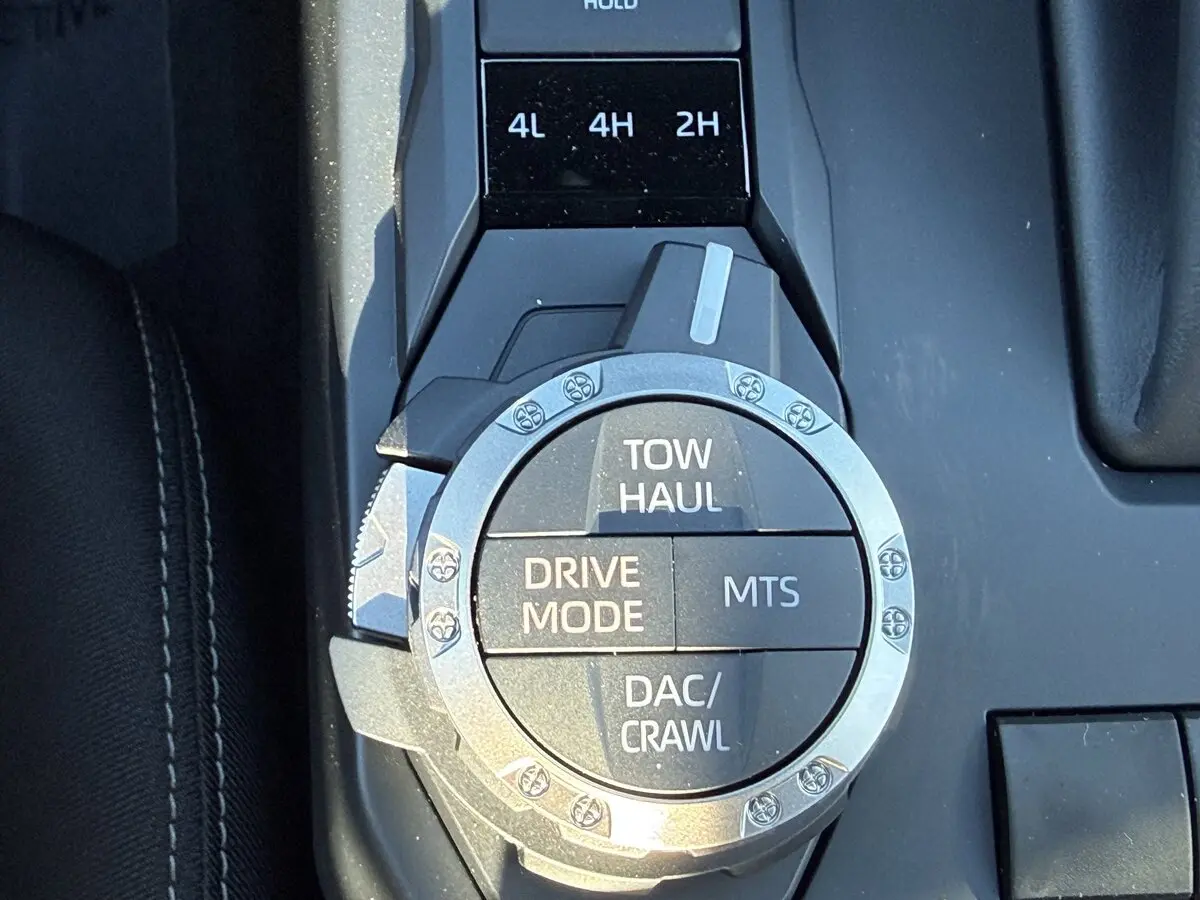 HOLD
4L 4H 2H
TOW
HAUL
DRIVE
MODE
MTS
DAC/
CRAWL